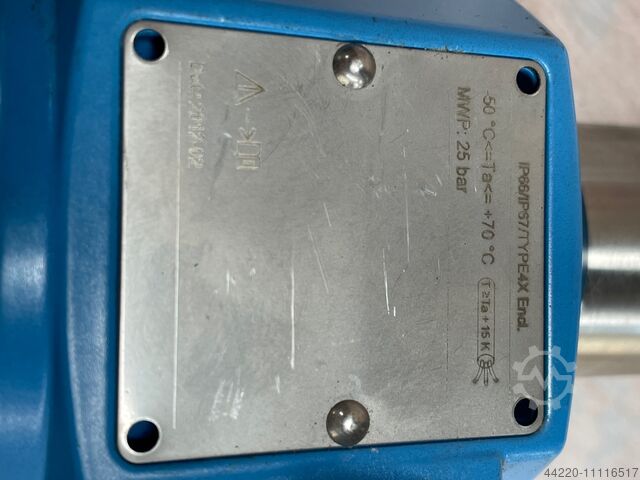 IP66/IP67/TYPE4X Encl.
-50 °C<=Ta<= +70 °C
T ≥Ta + 15 K
MWP: 25 bar
44220-11116517